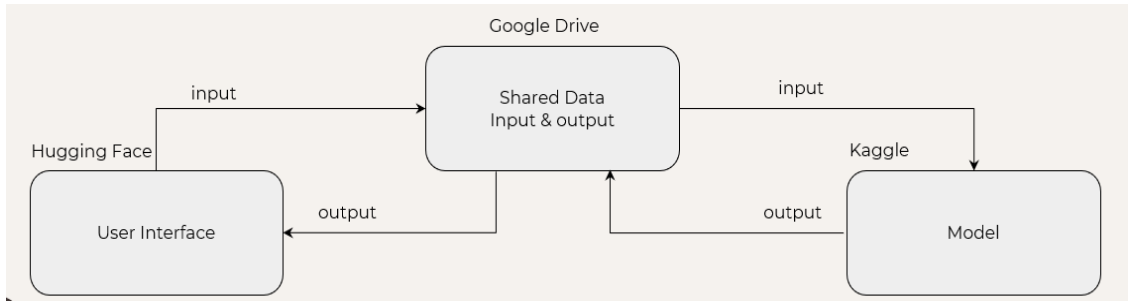 Google Drive
input
Shared Data
Input & output
input
Hugging Face
Kaggle
output
output
User Interface
Model